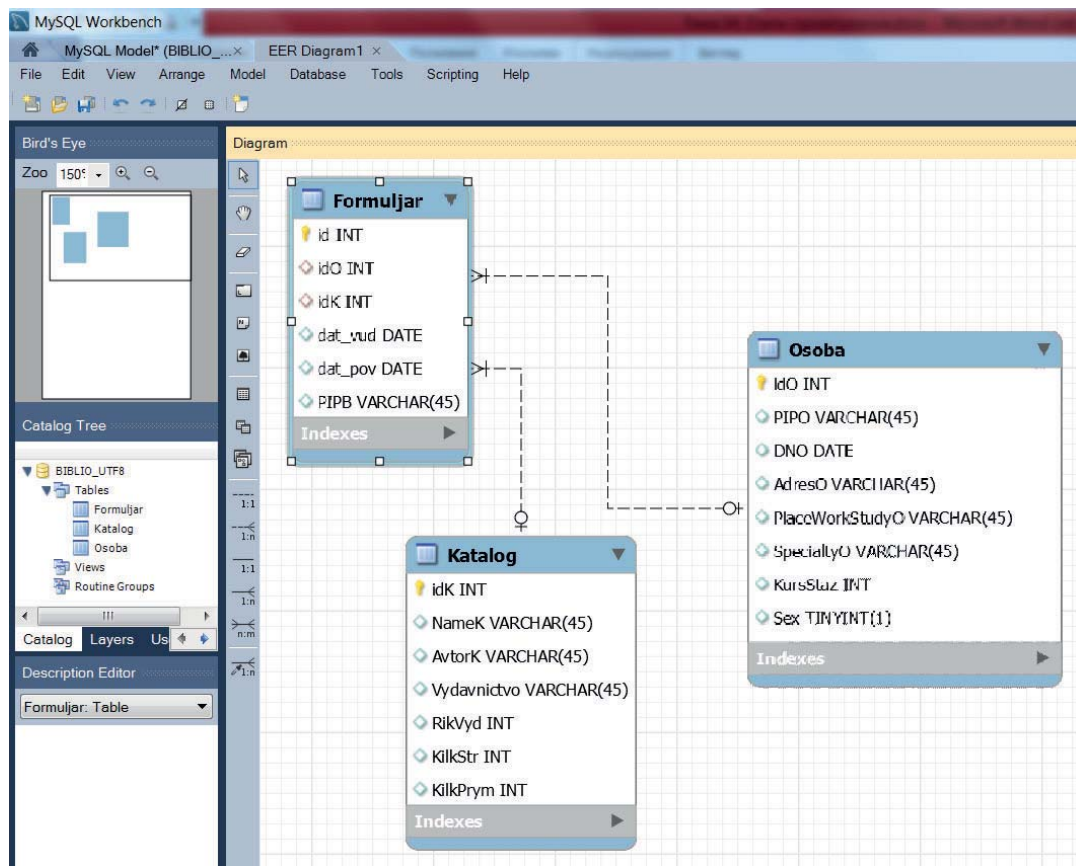 MySQL Workbench
MySQL Model* (BIBLIO_...×
EER Diagram1 ×
File Edit View Arrange Model Database Tools Scripting Help
Bird's Eye
Diagram
Zoo 150%
Formuljar
id INT
idO INT
idK INT
dat_vud DATE
dat_pov DATE
PIPB VARCHAR(45)
Indexes
Osoba
IdO INT
PIPO VARCHAR(45)
DNO DATE
AdresO VARCHAR(45)
PlaceWorkStudyO VARCHAR(45)
SpecialtyO VARCHAR(45)
KursStaz INT
Sex TINYINT(1)
Indexes
Katalog
idK INT
NameK VARCHAR(45)
AvtorK VARCHAR(45)
Vydavnictvo VARCHAR(45)
RikVyd INT
KilkStr INT
KilkPrym INT
Indexes
Catalog Tree
BIBLIO_UTF8
Tables
Formuljar
Katalog
Osoba
Views
Routine Groups
Catalog Layers Us
Description Editor
Formuljar: Table
1:1
1:n
1:1
1:n
n:m
1:n